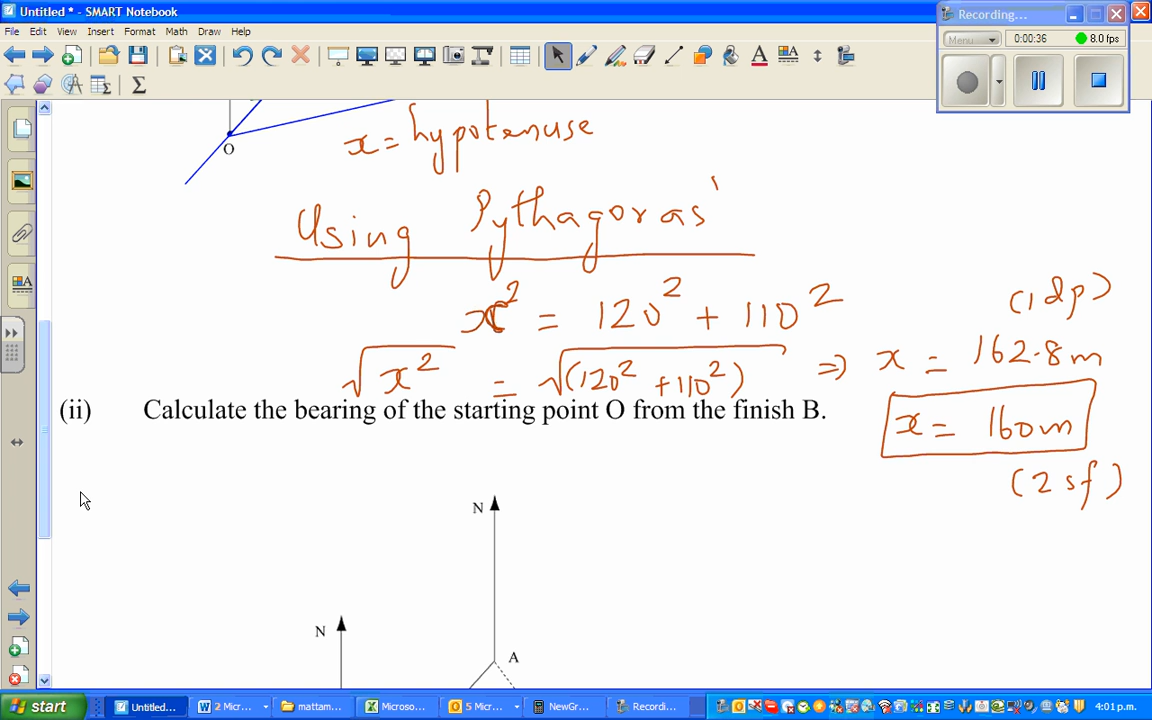 Untitled * - SMART Notebook
Recording...
File Edit View Insert Format Math Draw Help
Menu 0:00:36 8.0 fps
A
Σ
O
x = hypotenuse
Using Pythagoras'
x² = 120² + 110²
(1dp)
√x² = √(120² + 110²) ⇒ x = 162.8m
(ii) Calculate the bearing of the starting point O from the finish B.
x = 160m
(2 sf)
N
N
A
start Untitled... 2 Micr... mattam... Microso... 5 Micr... NewGr... Recordi... 4:01 p.m.